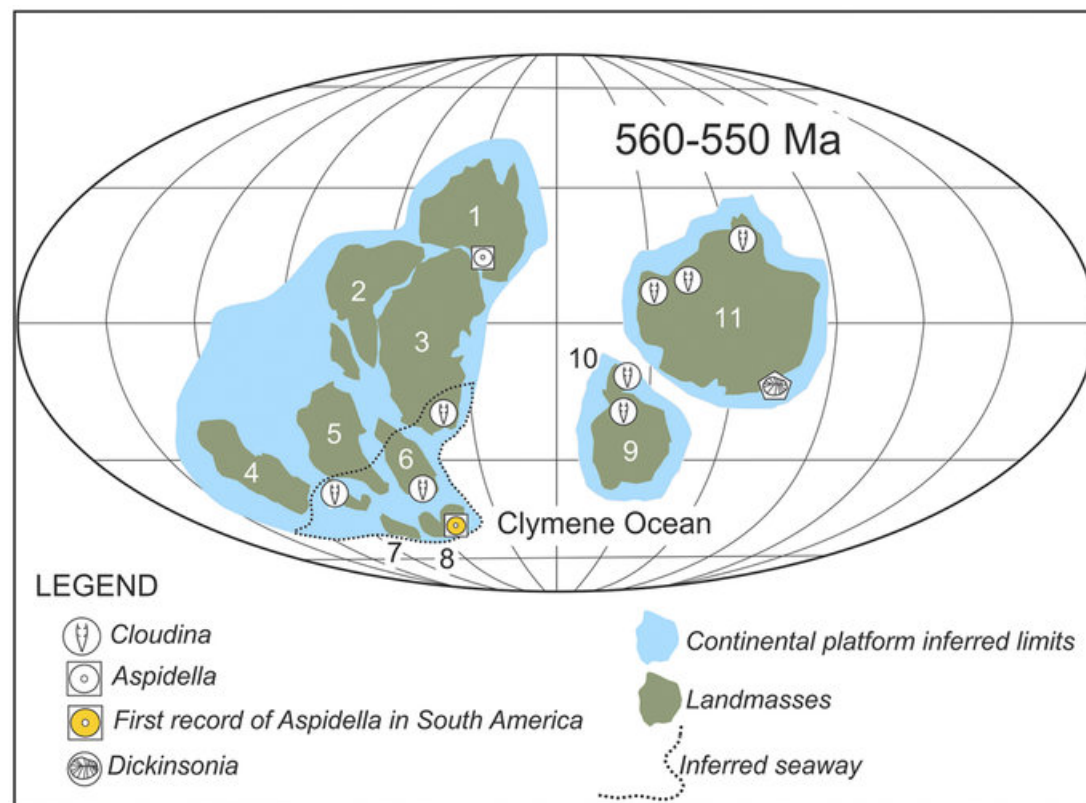 560-550 Ma
1
2
3
10
11
5
6
9
4
Clymene Ocean
7
8
LEGEND
Cloudina
Aspidella
First record of Aspidella in South America
Dickinsonia
Continental platform inferred limits
Landmasses
Inferred seaway